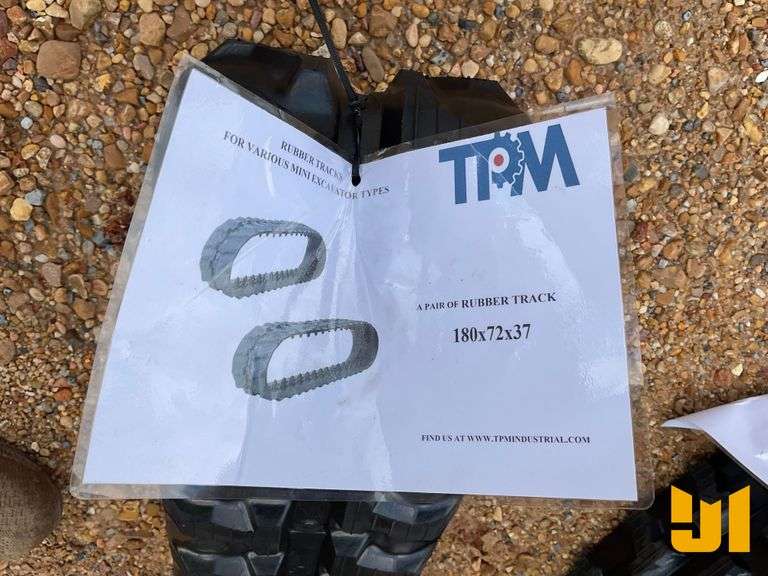 RUBBER TRACKS
FOR VARIOUS MINI EXCAVATOR TYPES
TPM
A PAIR OF RUBBER TRACK
180x72x37
FIND US AT WWW.TPMINDUSTRIAL.COM